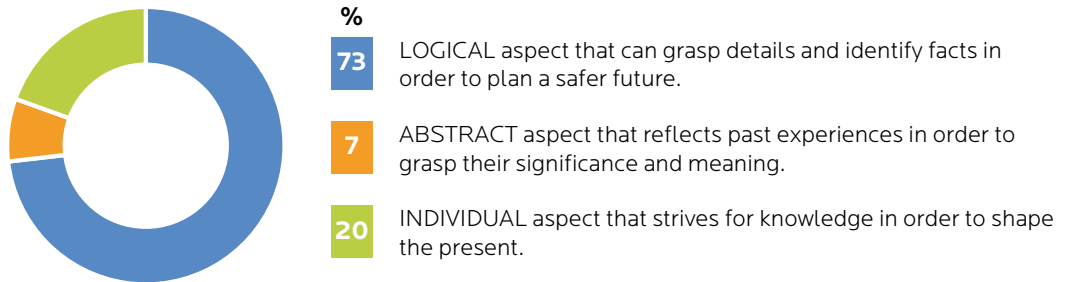 %
73
LOGICAL aspect that can grasp details and identify facts in
order to plan a safer future.
7
ABSTRACT aspect that reflects past experiences in order to
grasp their significance and meaning.
20
INDIVIDUAL aspect that strives for knowledge in order to shape
the present.